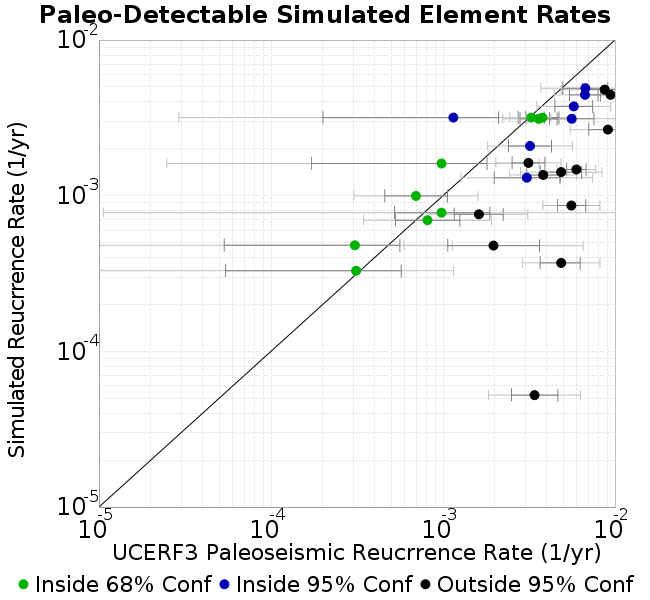 Paleo-Detectable Simulated Element Rates
10-2
10-3
10-4
10-5
Simulated Reucrrence Rate (1/yr)
10-5 10-4 10-3 10-2
UCERF3 Paleoseismic Reucrrence Rate (1/yr)
Inside 68% Conf Inside 95% Conf Outside 95% Conf